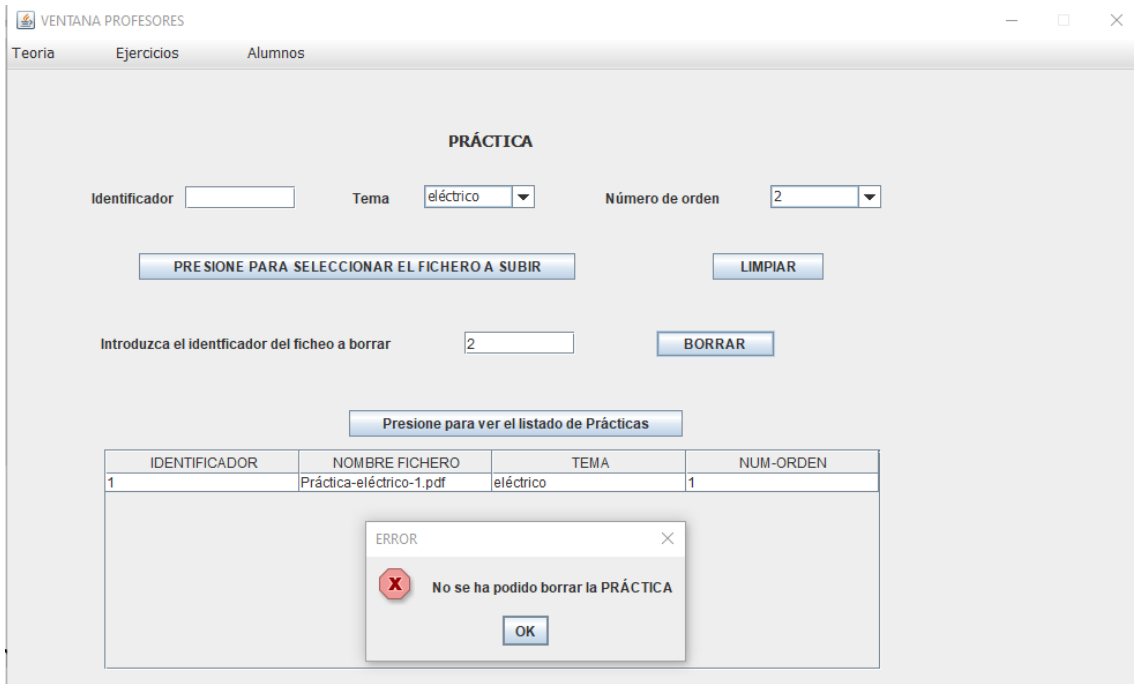 VENTANA PROFESORES
Teoria Ejercicios Alumnos
PRÁCTICA
Identificador Tema eléctrico Número de orden 2
PRESIONE PARA SELECCIONAR EL FICHERO A SUBIR LIMPIAR
Introduzca el identficador del ficheo a borrar 2 BORRAR
Presione para ver el listado de Prácticas
IDENTIFICADOR NOMBRE FICHERO TEMA NUM-ORDEN
1 Práctica-eléctrico-1.pdf eléctrico 1
ERROR
X No se ha podido borrar la PRÁCTICA
OK